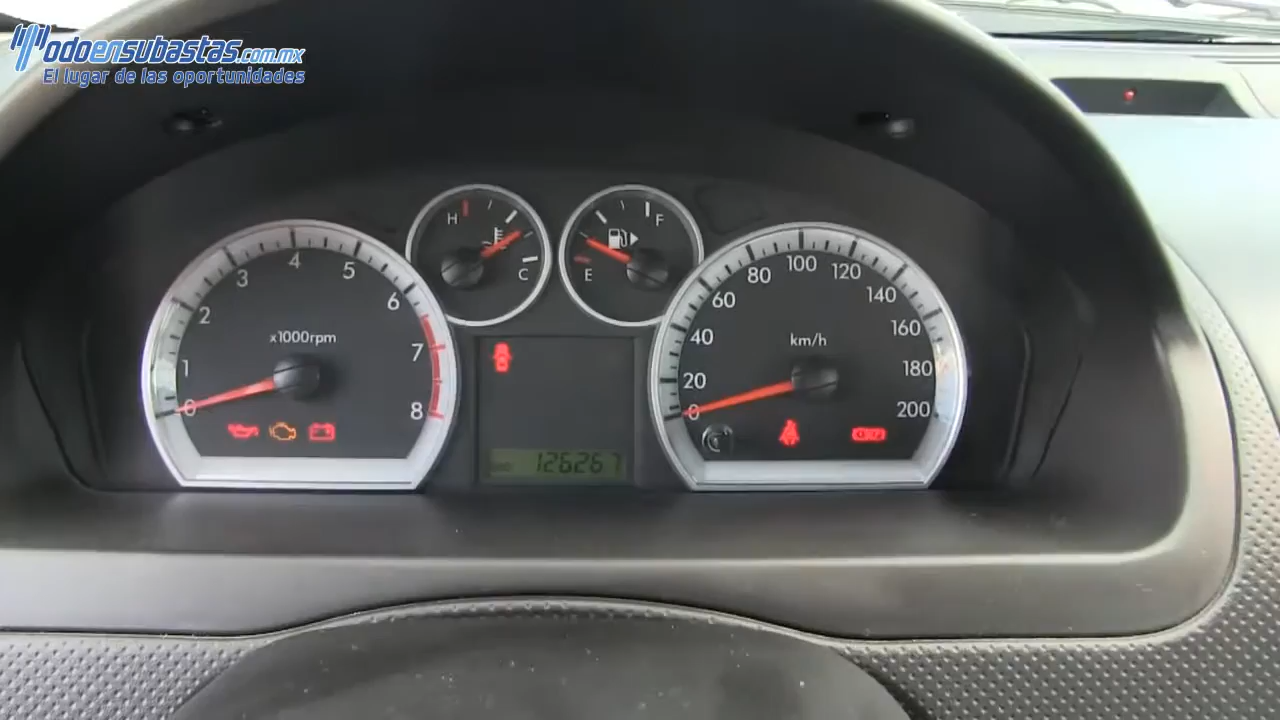 Todoensubastas.com.mx
El lugar de las oportunidades
H
C
F
E
0
1
2
3
4
5
6
7
8
x1000rpm
126267
0
20
40
60
80
100
120
140
160
180
200
km/h